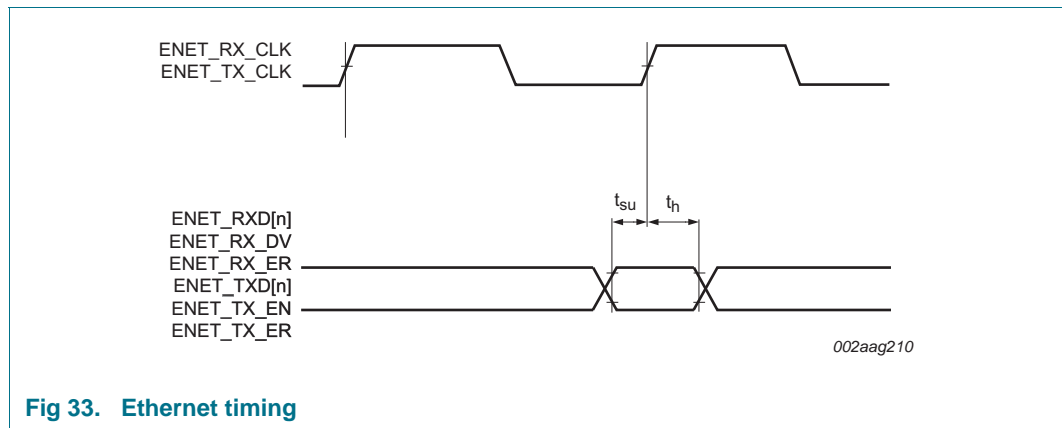 ENET_RX_CLK
ENET_TX_CLK
tsu
th
ENET_RXD[n]
ENET_RX_DV
ENET_RX_ER
ENET_TXD[n]
ENET_TX_EN
ENET_TX_ER
002aag210
Fig 33. Ethernet timing